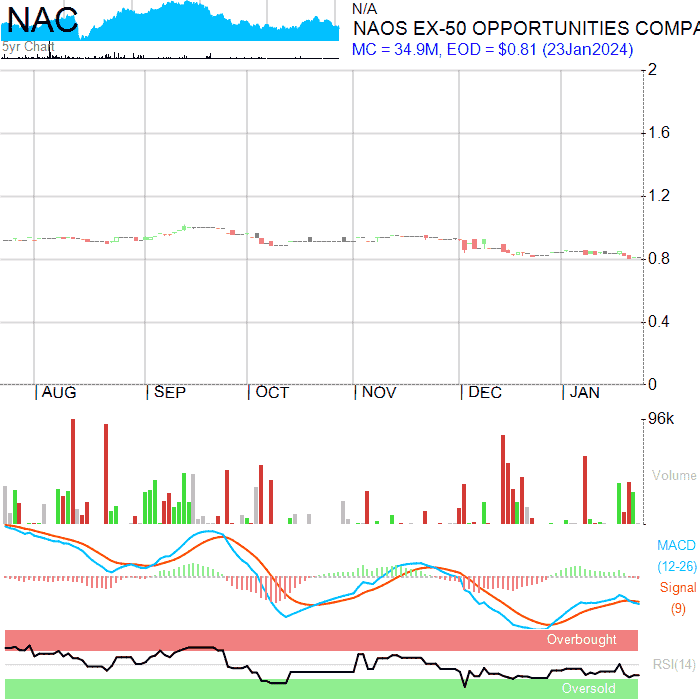 NAC
5yr Chart
N/A
NAOS EX-50 OPPORTUNITIES COMPA
MC = 34.9M, EOD = $0.81 (23Jan2024)
2
1.6
1.2
0.8
0.4
0
AUG SEP OCT NOV DEC JAN
96k
Volume
MACD
(12-26)
Signal
(9)
Overbought
RSI(14)
Oversold